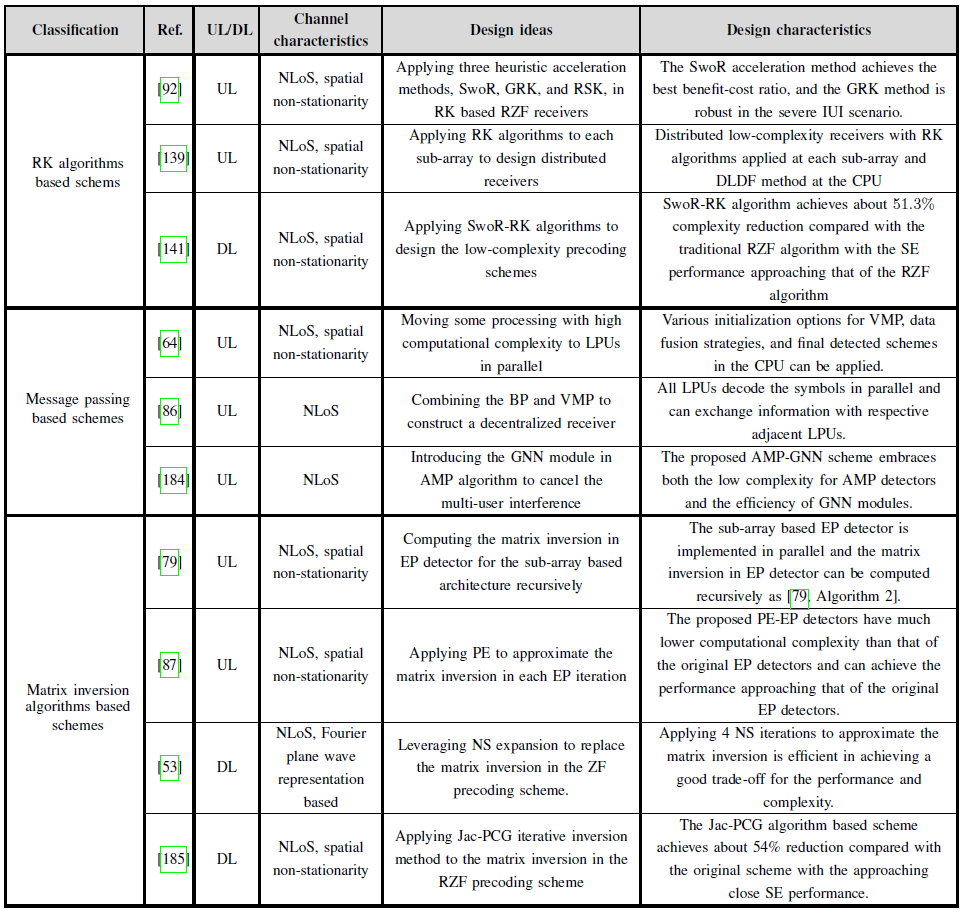 Classification Ref. UL/DL Channel characteristics Design ideas Design characteristics
RK algorithms
based schems
[92]
UL
NLoS, spatial
non-stationarity
Applying three heuristic acceleration
methods, SwoR, GRK, and RSK, in
RK based RZF receivers
The SwoR acceleration method achieves the
best benefit-cost ratio, and the GRK method is
robust in the severe IUI scenario.
[139]
UL
NLoS, spatial
non-stationarity
Applying RK algorithms to each
sub-array to design distributed
receivers
Distributed low-complexity receivers with RK
algorithms applied at each sub-array and
DLDF method at the CPU
[141]
DL
NLoS, spatial
non-stationarity
Applying SwoR-RK algorithms to
design the low-complexity precoding
schemes
SwoR-RK algorithm achieves about 51.3%
complexity reduction compared with the
traditional RZF algorithm with the SE
performance approaching that of the RZF
algorithm
Message passing
based schemes
[64]
UL
NLoS, spatial
non-stationarity
Moving some processing with high
computational complexity to LPUs
in parallel
Various initialization options for VMP, data
fusion strategies, and final detected schemes
in the CPU can be applied.
[86]
UL
NLoS
Combining the BP and VMP to
construct a decentralized receiver
All LPUs decode the symbols in parallel and
can exchange information with respective
adjacent LPUs.
[184]
UL
NLoS
Introducing the GNN module in
AMP algorithm to cancel the
multi-user interference
The proposed AMP-GNN scheme embraces
both the low complexity for AMP detectors
and the efficiency of GNN modules.
Matrix inversion
algorithms based
schemes
[79]
UL
NLoS, spatial
non-stationarity
Computing the matrix inversion in
EP detector for the sub-array based
architecture recursively
The sub-array based EP detector is
implemented in parallel and the matrix
inversion in EP detector can be computed
recursively as [79, Algorithm 2].
[87]
UL
NLoS, spatial
non-stationarity
Applying PE to approximate the
matrix inversion in each EP iteration
The proposed PE-EP detectors have much
lower computational complexity than that of
the original EP detectors and can achieve the
performance approaching that of the original
EP detectors.
[53]
DL
NLoS, Fourier
plane wave
representation
based
Leveraging NS expansion to replace
the matrix inversion in the ZF
precoding scheme.
Applying 4 NS iterations to approximate the
matrix inversion is efficient in achieving a
good trade-off for the performance and
complexity.
[185]
DL
NLoS, spatial
non-stationarity
Applying Jac-PCG iterative inversion
method to the matrix inversion in the
RZF precoding scheme
The Jac-PCG algorithm based scheme
achieves about 54% reduction compared with
the original scheme with the approaching
close SE performance.